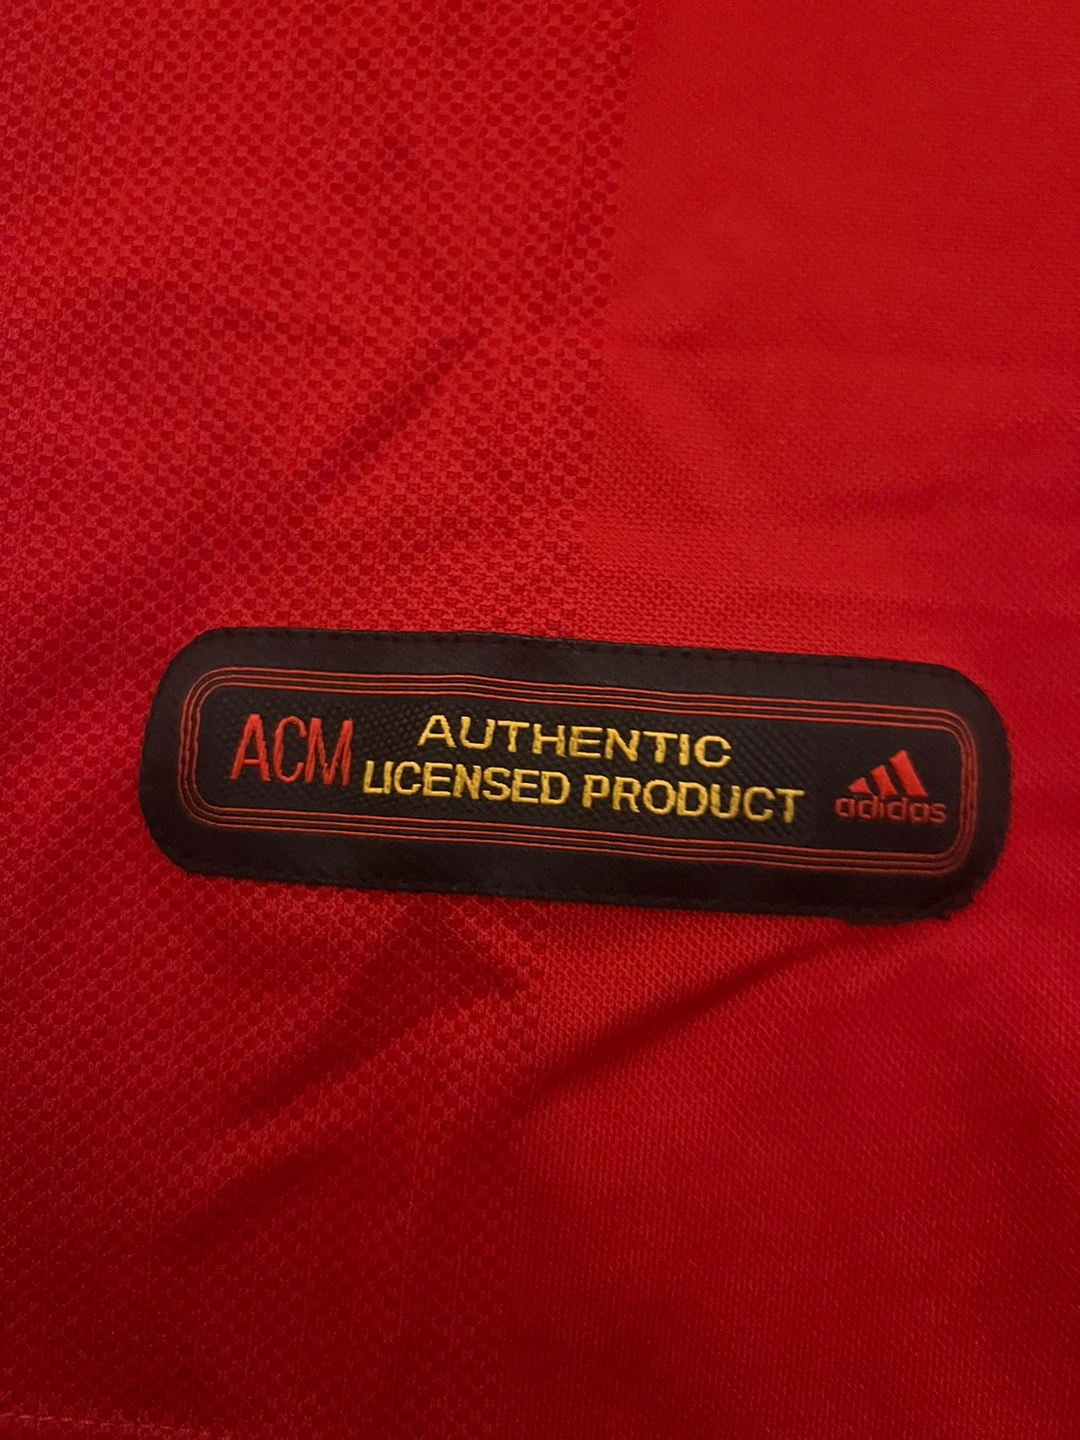 ACM
AUTHENTIC
LICENSED PRODUCT
adidas